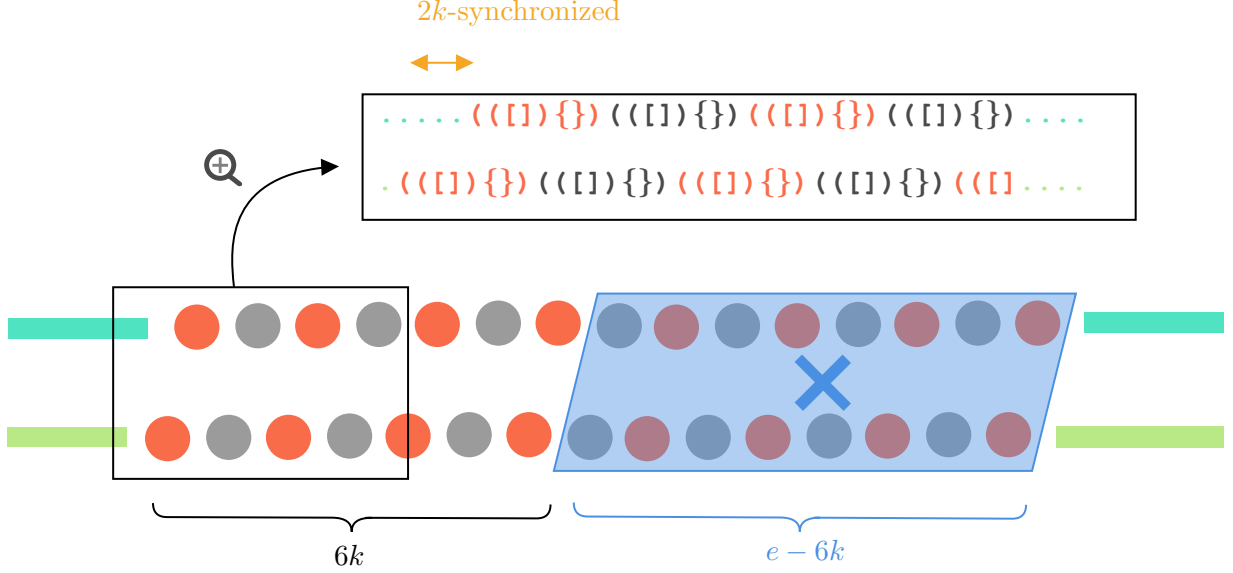 2k-synchronized
.....(([]){})(([]){})(([]){})(([]){})....
.(([]){})(([]){})(([]){})(([]){})(([]....
6k
e − 6k